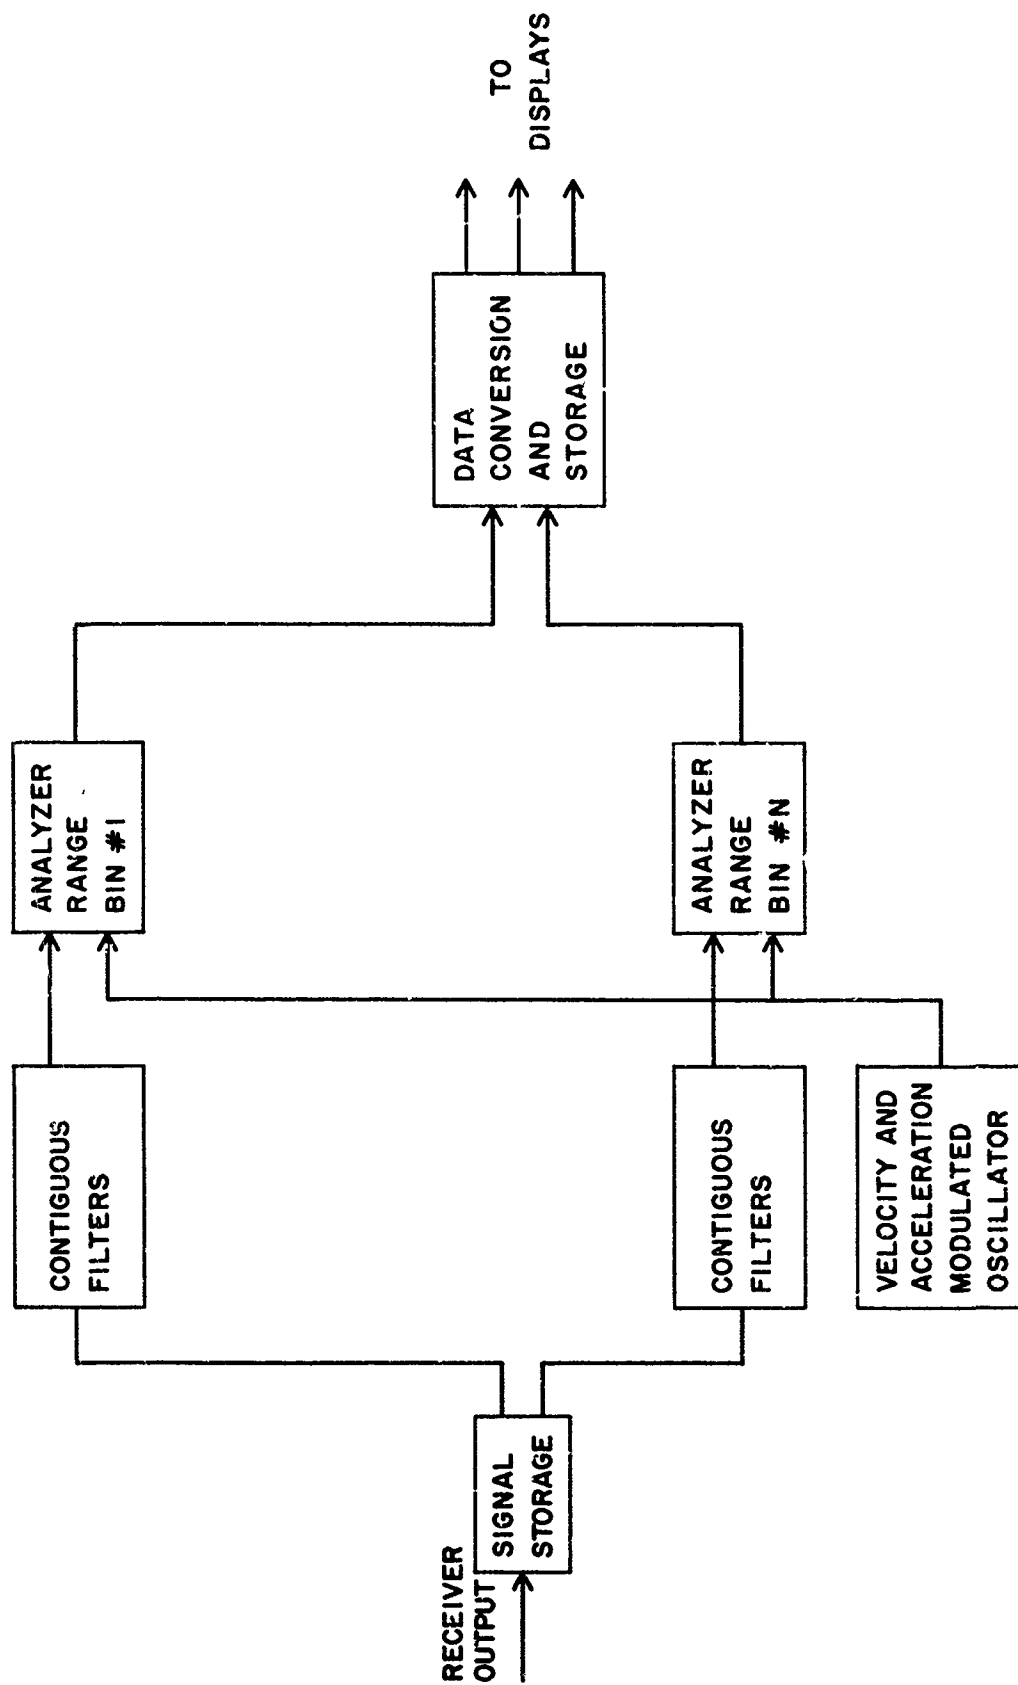 RECEIVER
OUTPUT
SIGNAL
STORAGE
CONTIGUOUS
FILTERS
CONTIGUOUS
FILTERS
VELOCITY AND
ACCELERATION
MODULATED
OSCILLATOR
ANALYZER
RANGE
BIN #1
ANALYZER
RANGE
BIN #N
DATA
CONVERSION
AND
STORAGE
TO
DISPLAYS